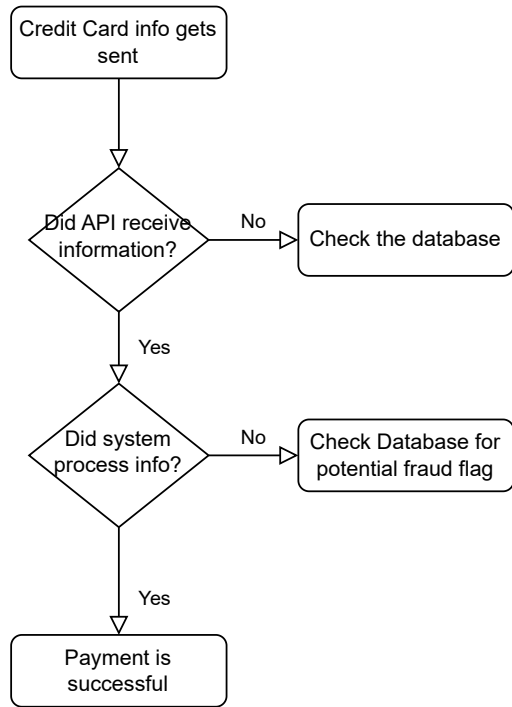 Credit Card info gets
sent
Did API receive
information?
No
Check the database
Yes
Did system
process info?
No
Check Database for
potential fraud flag
Yes
Payment is
successful